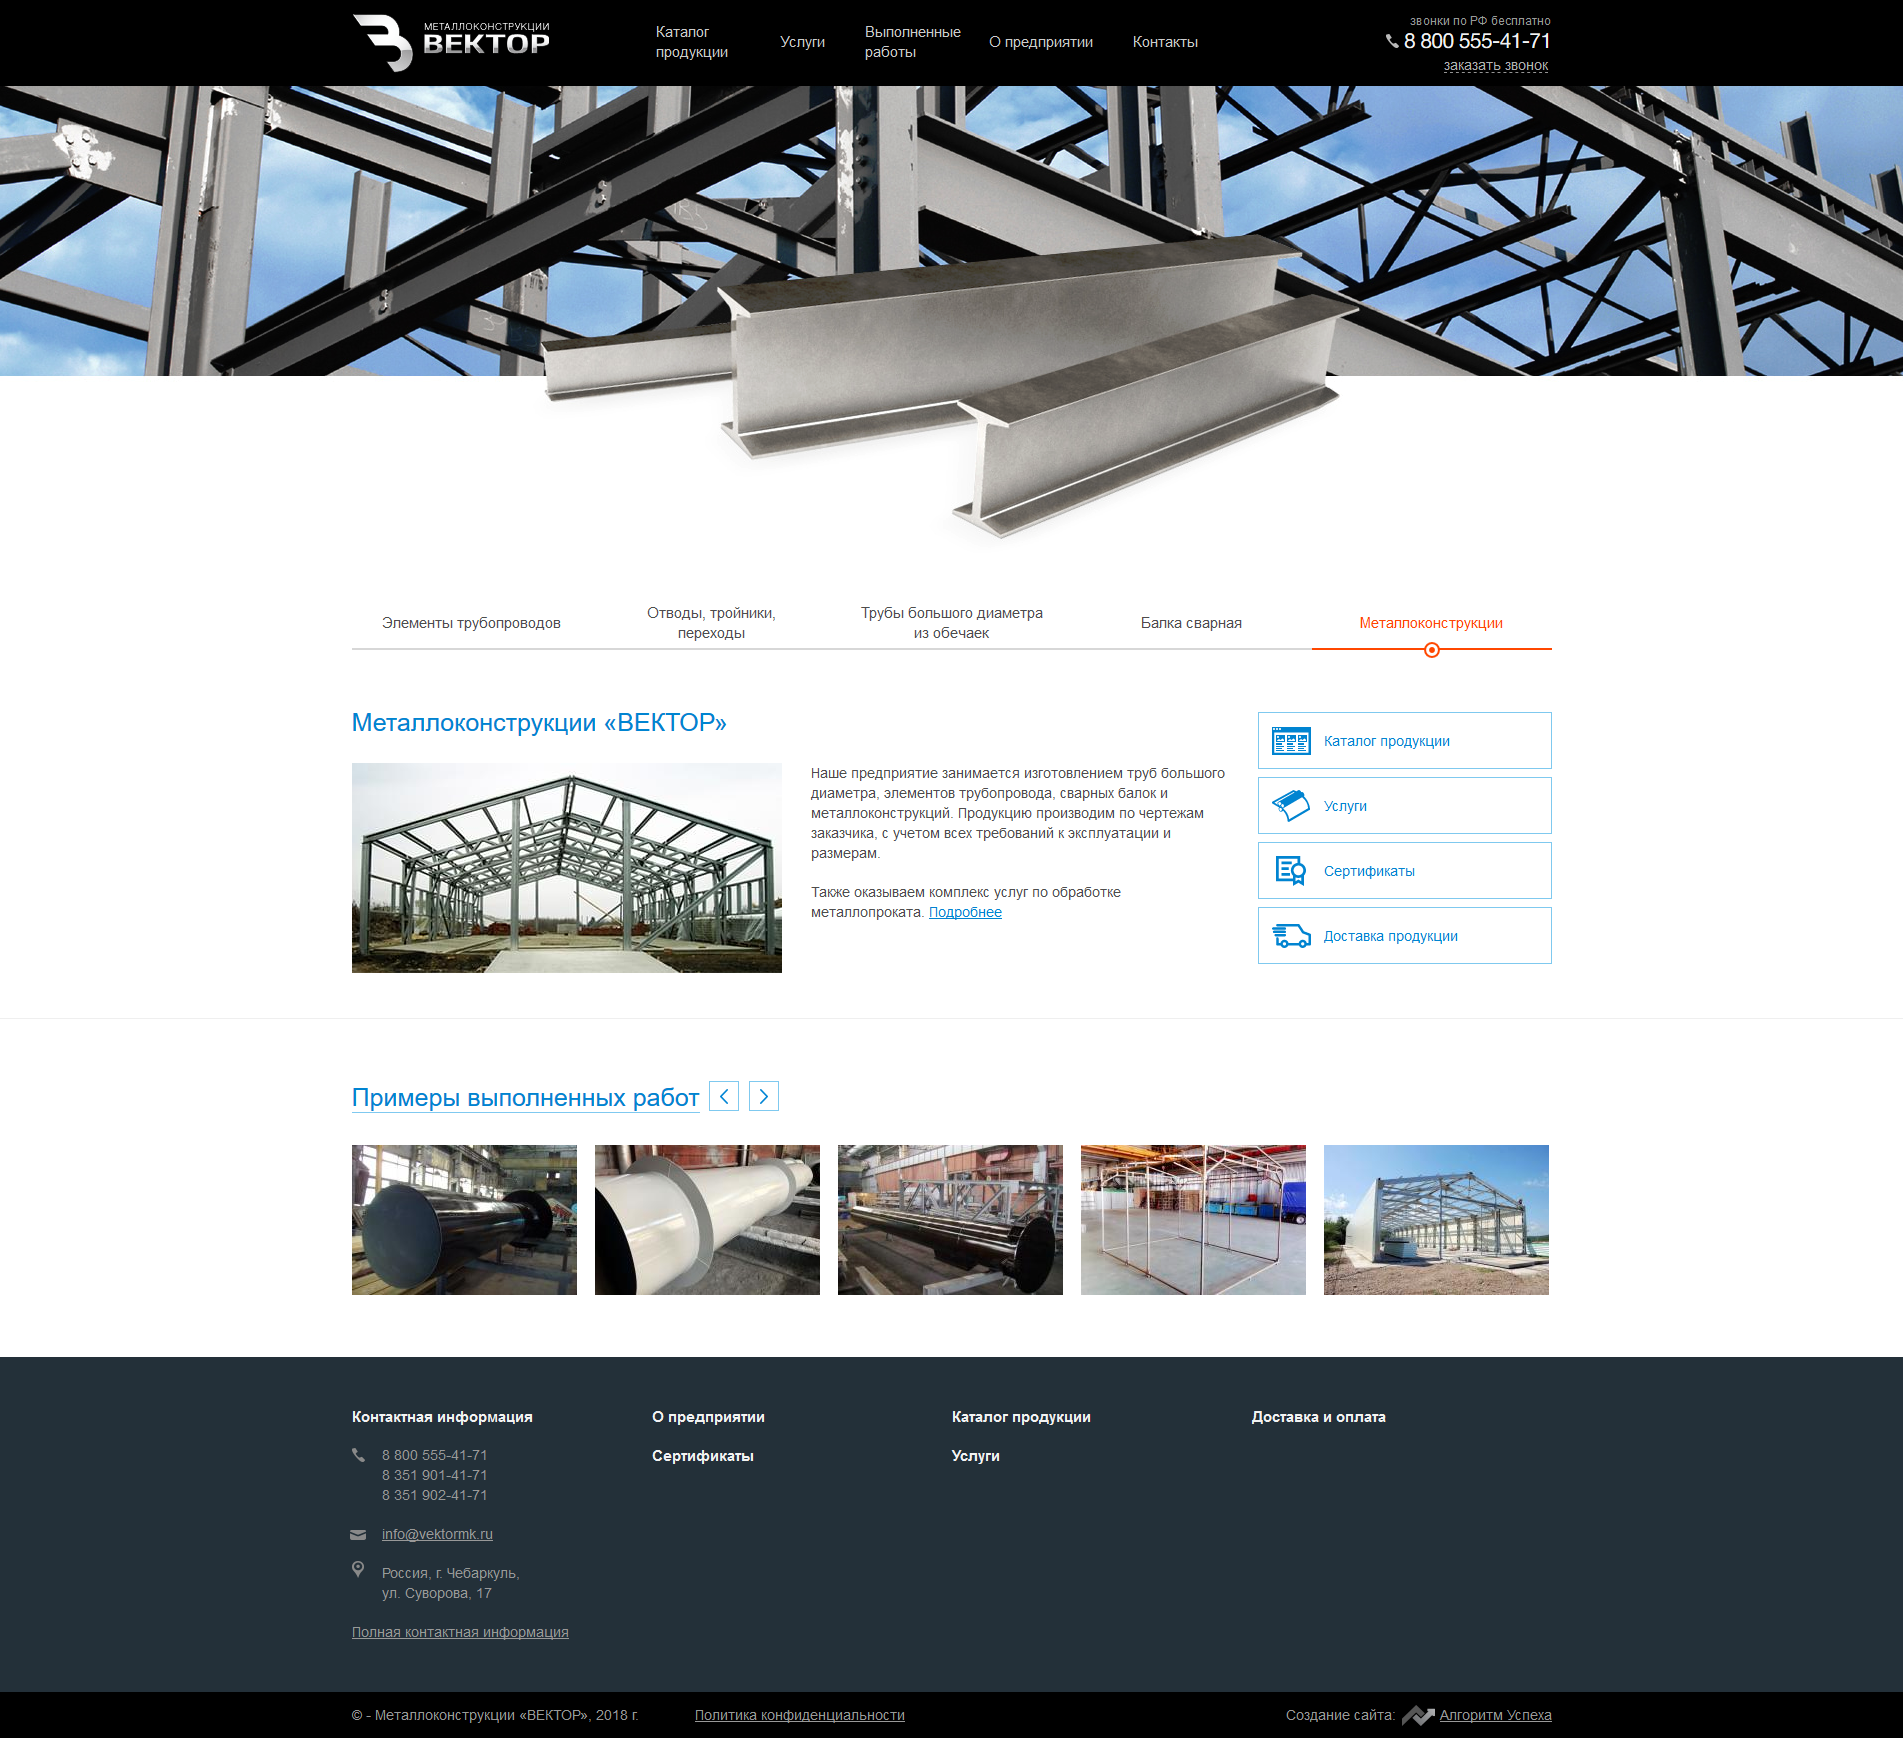 МЕТАЛЛОКОНСТРУКЦИИ
ВЕКТОР
Каталог
продукции
Услуги
Выполненные
работы
О предприятии
Контакты
звонки по РФ бесплатно
8 800 555-41-71
заказать звонок
Элементы трубопроводов
Отводы, тройники,
переходы
Трубы большого диаметра
из обечаек
Балка сварная
Металлоконструкции
Металлоконструкции «ВЕКТОР»
Наше предприятие занимается изготовлением труб большого
диаметра, элементов трубопровода, сварных балок и
металлоконструкций. Продукцию производим по чертежам
заказчика, с учетом всех требований к эксплуатации и
размерам.
Также оказываем комплекс услуг по обработке
металлопроката. Подробнее
Каталог продукции
Услуги
Сертификаты
Доставка продукции
Примеры выполненных работ
Контактная информация
8 800 555-41-71
8 351 901-41-71
8 351 902-41-71
info@vektormk.ru
Россия, г. Чебаркуль,
ул. Суворова, 17
Полная контактная информация
О предприятии
Сертификаты
Каталог продукции
Услуги
Доставка и оплата
© - Металлоконструкции «ВЕКТОР», 2018 г.
Политика конфиденциальности
Создание сайта: Алгоритм Успеха